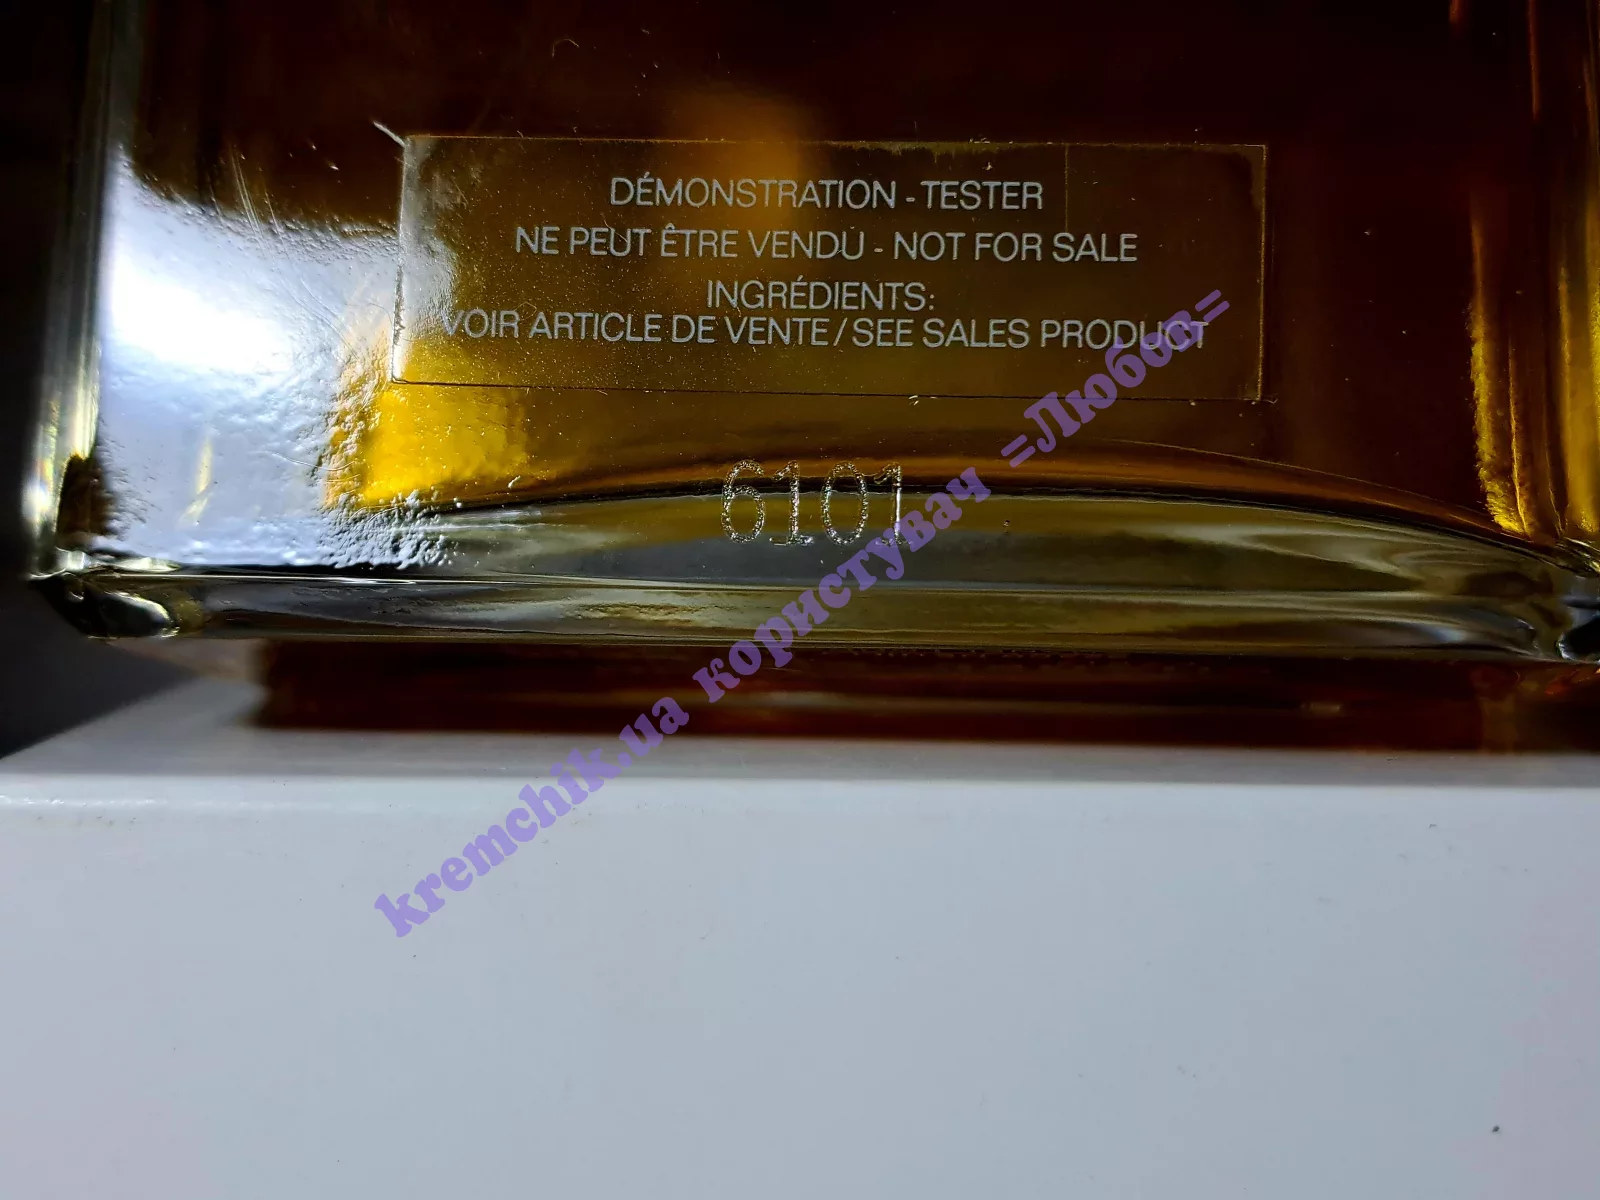 DÉMONSTRATION - TESTER
NE PEUT ÊTRE VENDU - NOT FOR SALE
INGRÉDIENTS:
VOIR ARTICLE DE VENTE / SEE SALES PRODUCT
6101
kremchik.ua користувач =Любов=